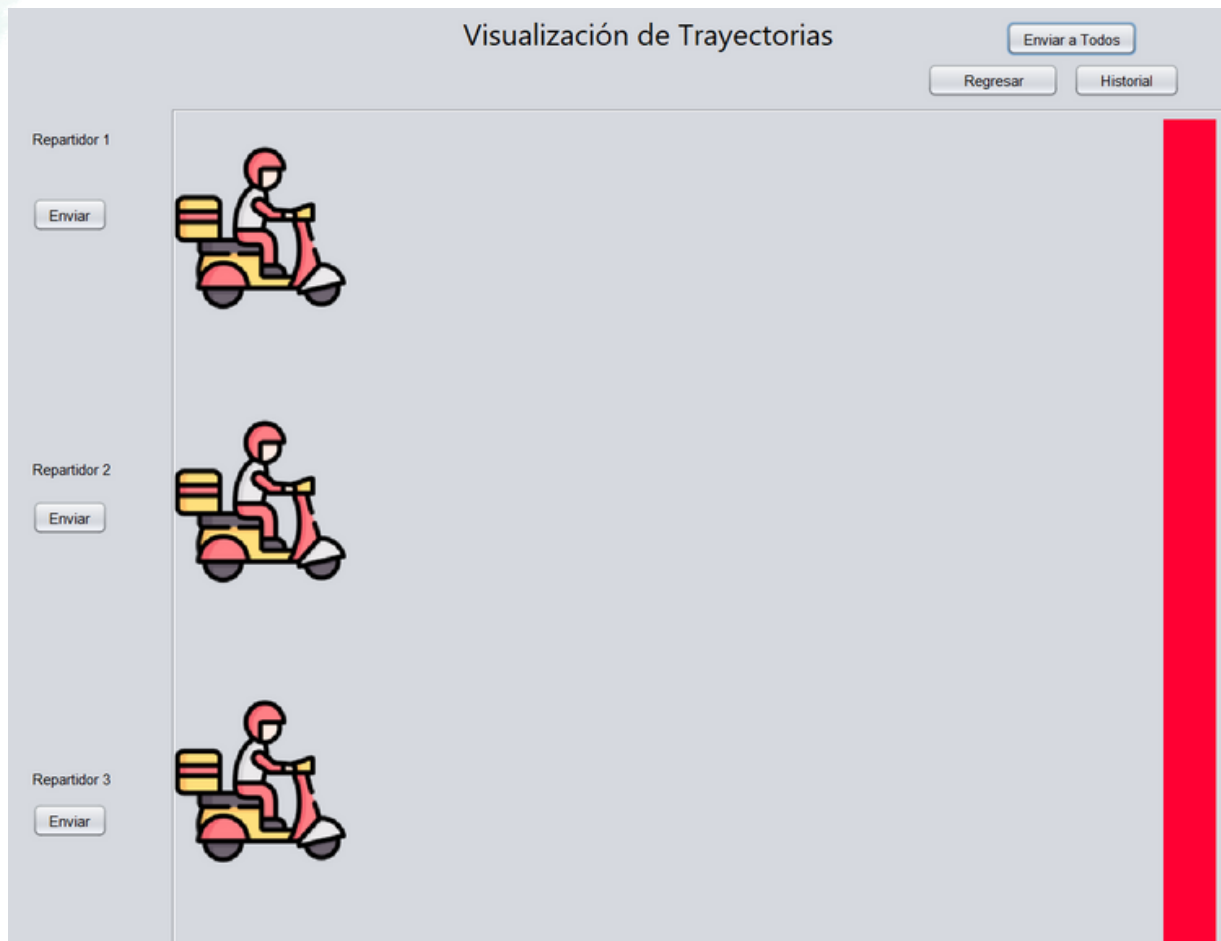 Visualización de Trayectorias
Enviar a Todos
Regresar
Historial
Repartidor 1
Enviar
Repartidor 2
Enviar
Repartidor 3
Enviar